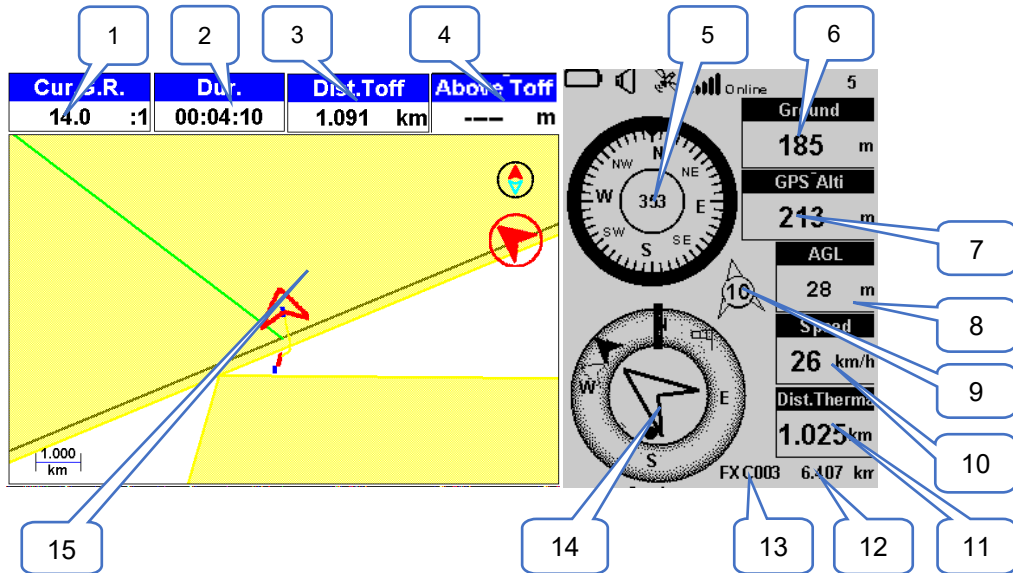 1
2
3
4
5
6
Cur.G.R.
Dur.
Dist.Toff
Above Toff
14.0 :1
00:04:10
1.091 km
---- m
Online
5
Ground
185 m
GPS Alti
213 m
AGL
28 m
Speed
26 km/h
Dist.Therma
1.025 km
FX C003 6.407 km
N
NE
E
SE
S
SW
W
NW
353
10
N
E
S
W
1.000
km
7
8
9
10
11
12
13
14
15